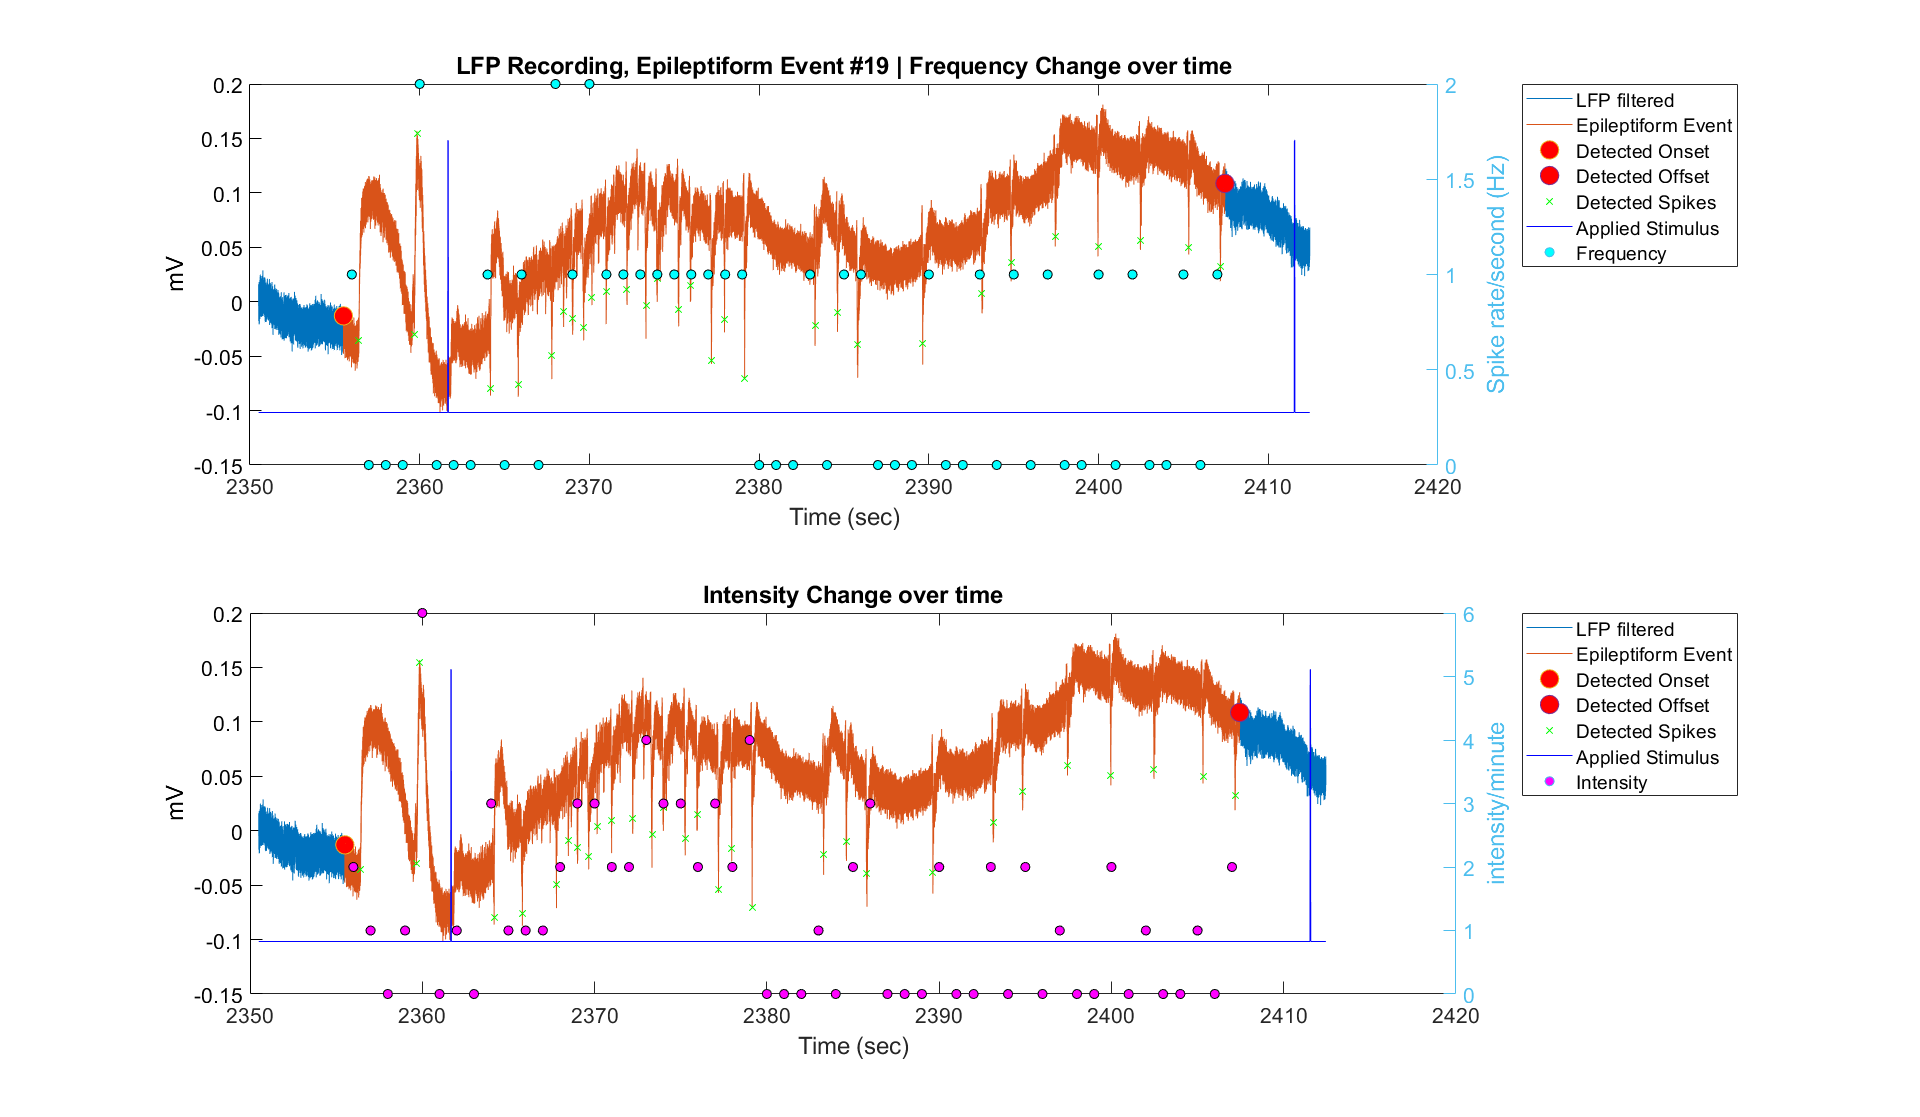 LFP Recording, Epileptiform Event #19 | Frequency Change over time
0.2
0.15
0.1
0.05
0
-0.05
-0.1
-0.15
mV
2350 2360 2370 2380 2390 2400 2410 2420
Time (sec)
2
1.5
1
0.5
0
Spike rate/second (Hz)
LFP filtered
Epileptiform Event
Detected Onset
Detected Offset
Detected Spikes
Applied Stimulus
Frequency
Intensity Change over time
0.2
0.15
0.1
0.05
0
-0.05
-0.1
-0.15
mV
2350 2360 2370 2380 2390 2400 2410 2420
Time (sec)
6
5
4
3
2
1
0
intensity/minute
LFP filtered
Epileptiform Event
Detected Onset
Detected Offset
Detected Spikes
Applied Stimulus
Intensity